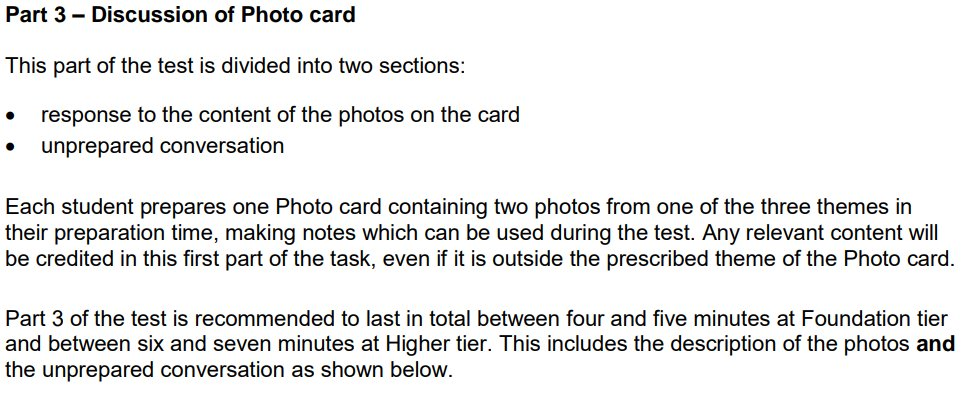 Part 3 – Discussion of Photo card
This part of the test is divided into two sections:
• response to the content of the photos on the card
• unprepared conversation
Each student prepares one Photo card containing two photos from one of the three themes in
their preparation time, making notes which can be used during the test. Any relevant content will
be credited in this first part of the task, even if it is outside the prescribed theme of the Photo card.
Part 3 of the test is recommended to last in total between four and five minutes at Foundation tier
and between six and seven minutes at Higher tier. This includes the description of the photos and
the unprepared conversation as shown below.